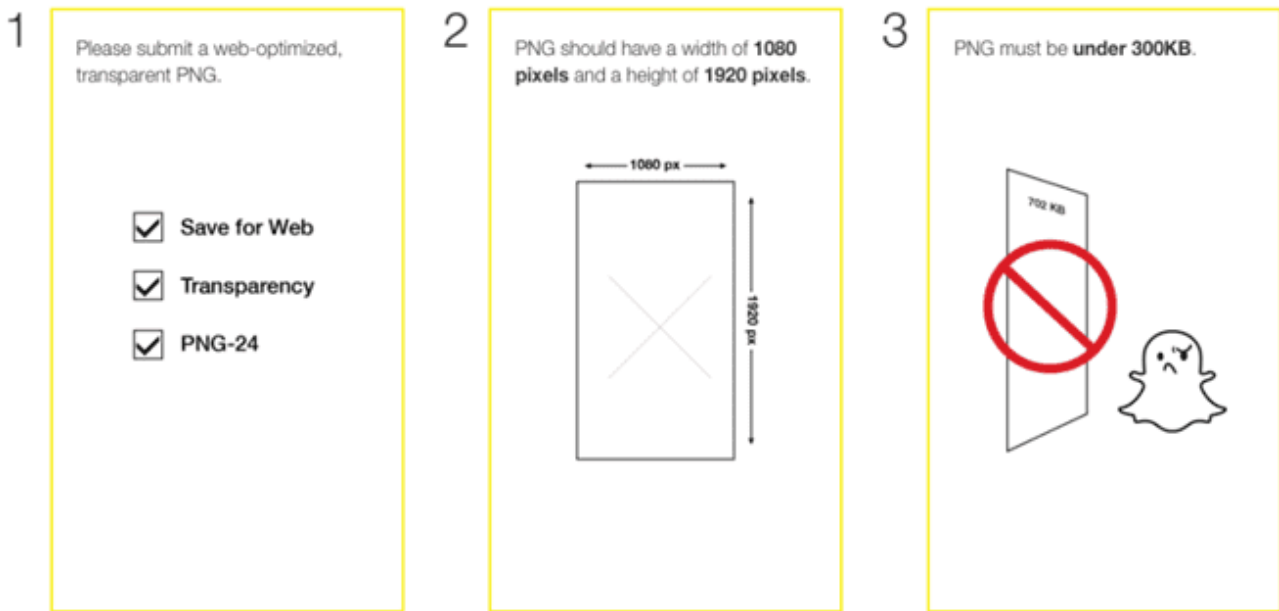 1
Please submit a web-optimized,
transparent PNG.
Save for Web
Transparency
PNG-24
2
PNG should have a width of 1080
pixels and a height of 1920 pixels.
1080 px
1920 px
3
PNG must be under 300KB.
702 KB